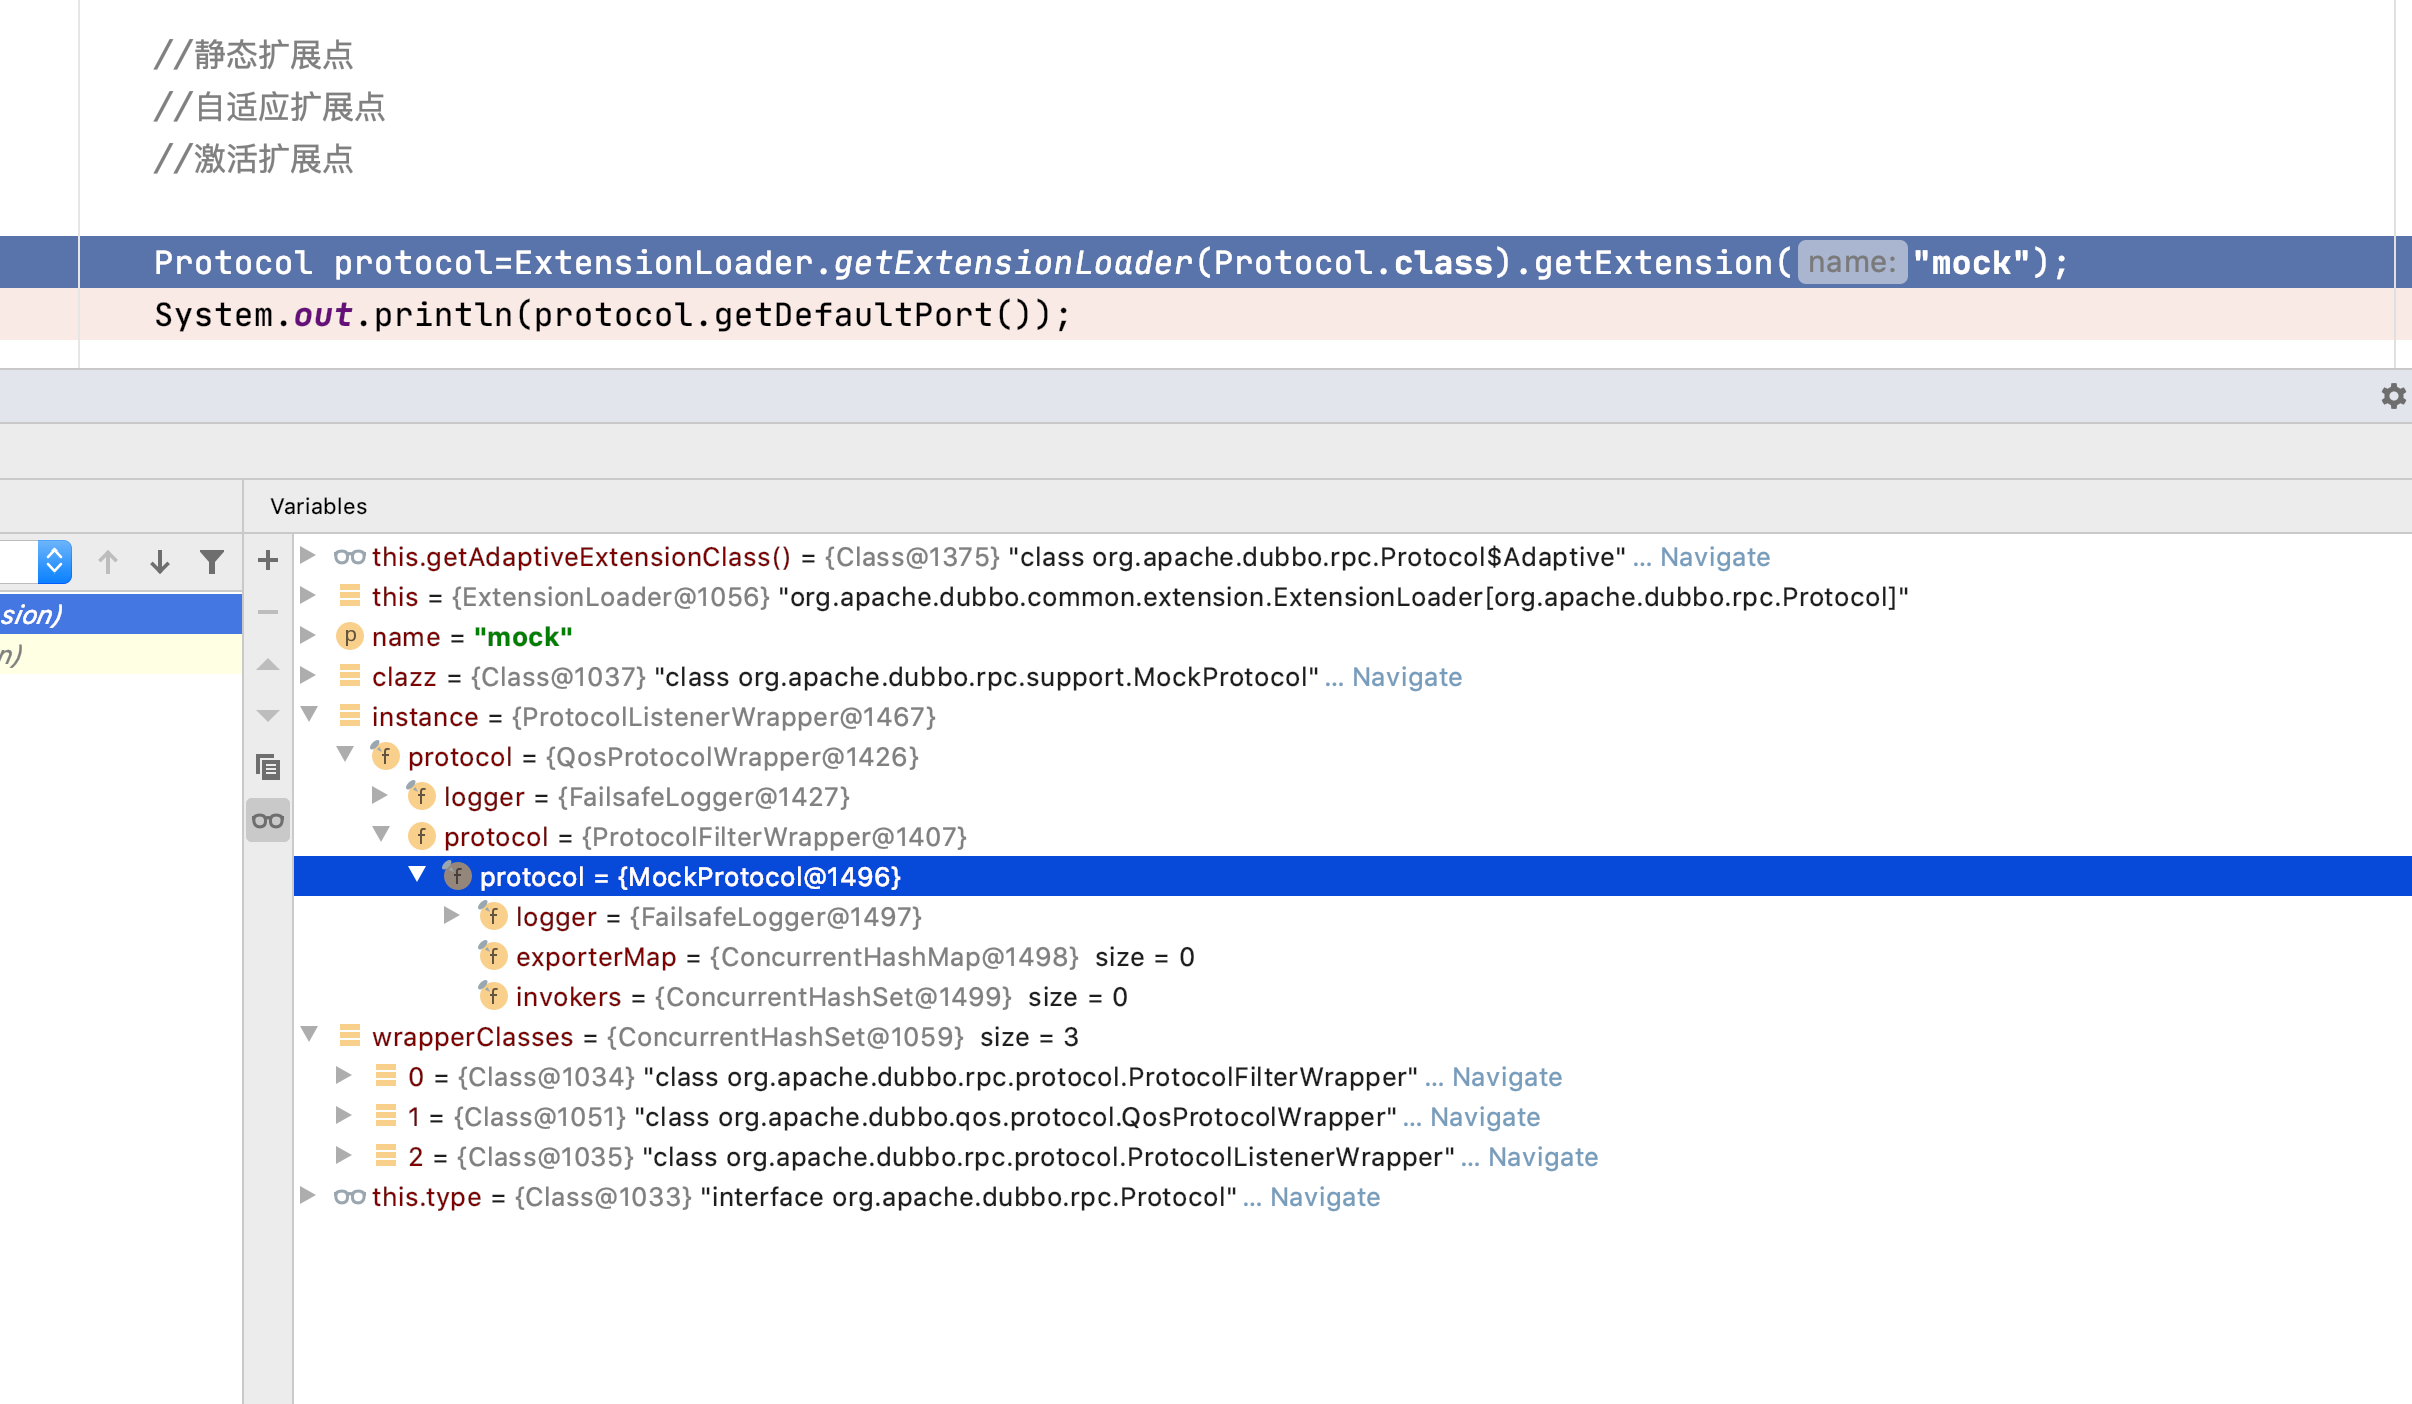 //静态扩展点
//自适应扩展点
//激活扩展点
Protocol protocol=ExtensionLoader.getExtensionLoader(Protocol.class).getExtension( name: "mock");
System.out.println(protocol.getDefaultPort());
Variables
sion)
n)
this.getAdaptiveExtensionClass() = {Class@1375} "class org.apache.dubbo.rpc.Protocol$Adaptive" ... Navigate
this = {ExtensionLoader@1056} "org.apache.dubbo.common.extension.ExtensionLoader[org.apache.dubbo.rpc.Protocol]"
p name = "mock"
clazz = {Class@1037} "class org.apache.dubbo.rpc.support.MockProtocol" ... Navigate
instance = {ProtocolListenerWrapper@1467}
f protocol = {QosProtocolWrapper@1426}
f logger = {FailsafeLogger@1427}
f protocol = {ProtocolFilterWrapper@1407}
f protocol = {MockProtocol@1496}
f logger = {FailsafeLogger@1497}
f exporterMap = {ConcurrentHashMap@1498} size = 0
f invokers = {ConcurrentHashSet@1499} size = 0
wrapperClasses = {ConcurrentHashSet@1059} size = 3
0 = {Class@1034} "class org.apache.dubbo.rpc.protocol.ProtocolFilterWrapper" ... Navigate
1 = {Class@1051} "class org.apache.dubbo.qos.protocol.QosProtocolWrapper" ... Navigate
2 = {Class@1035} "class org.apache.dubbo.rpc.protocol.ProtocolListenerWrapper" ... Navigate
this.type = {Class@1033} "interface org.apache.dubbo.rpc.Protocol" ... Navigate